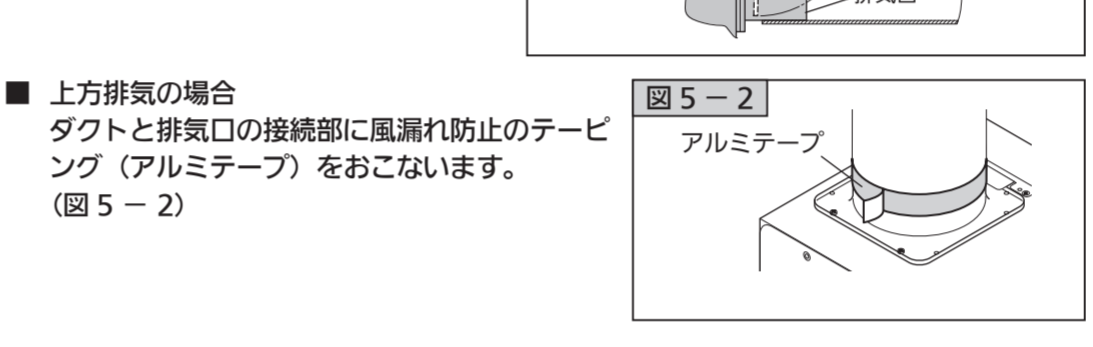 ■ 上方排気の場合
ダクトと排気口の接続部に風漏れ防止のテーピ
ング（アルミテープ）をおこないます。
（図 5 － 2）
図 5 － 2
アルミテープ